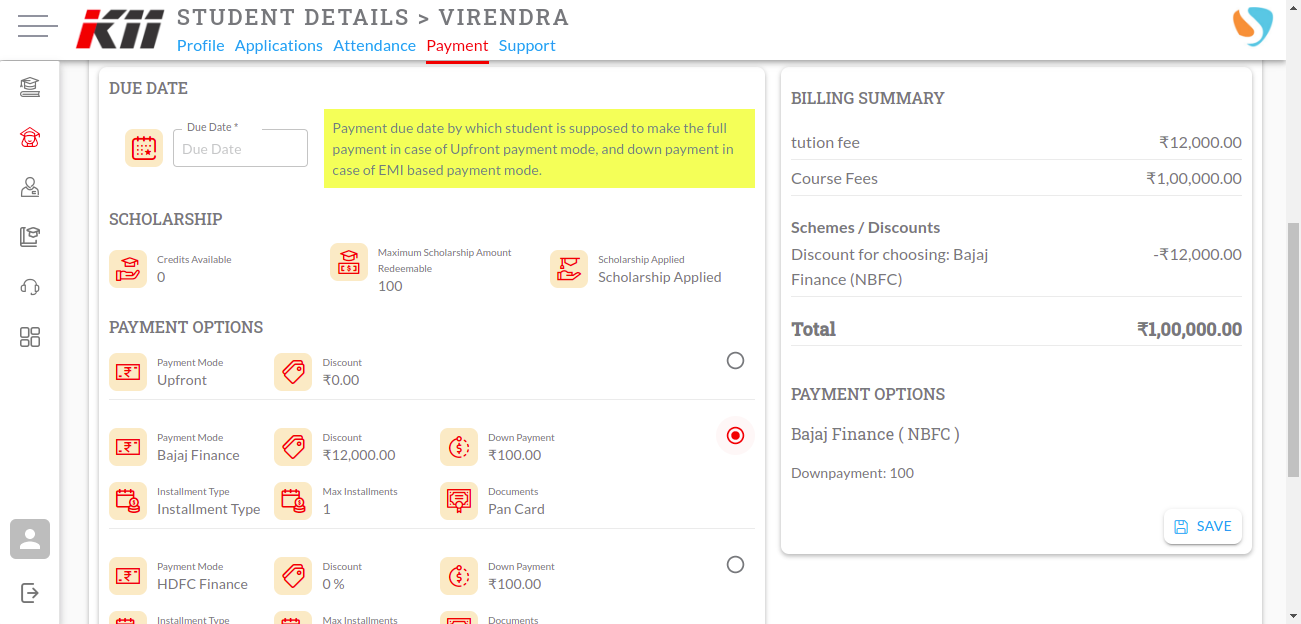 KII
STUDENT DETAILS > VIRENDRA
Profile Applications Attendance Payment Support
DUE DATE
Due Date *
Due Date
Payment due date by which student is supposed to make the full
payment in case of Upfront payment mode, and down payment in
case of EMI based payment mode.
SCHOLARSHIP
Credits Available
0
Maximum Scholarship Amount
Redeemable
100
Scholarship Applied
Scholarship Applied
PAYMENT OPTIONS
Payment Mode
Upfront
Discount
₹0.00
Payment Mode
Bajaj Finance
Discount
₹12,000.00
Down Payment
₹100.00
Installment Type
Installment Type
Max Installments
1
Documents
Pan Card
Payment Mode
HDFC Finance
Discount
0 %
Down Payment
₹100.00
Installment Type
Max Installments
Documents
BILLING SUMMARY
tution fee ₹12,000.00
Course Fees ₹1,00,000.00
Schemes / Discounts
Discount for choosing: Bajaj
Finance (NBFC) -₹12,000.00
Total ₹1,00,000.00
PAYMENT OPTIONS
Bajaj Finance ( NBFC )
Downpayment: 100
SAVE